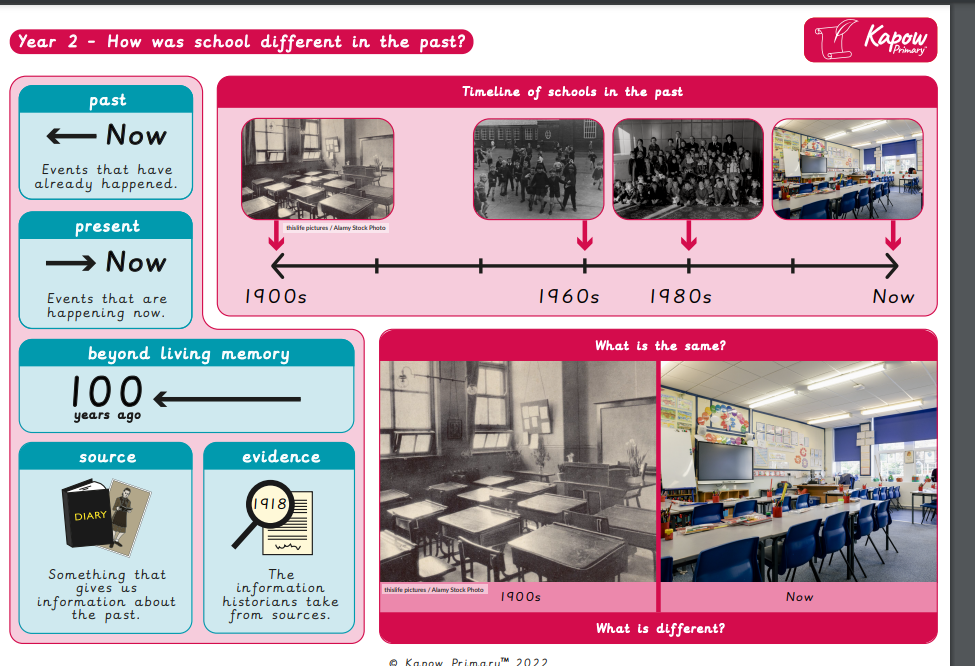 Year 2 - How was school different in the past?
Kapow
Primary™
past
Now
Events that have
already happened.
present
Now
Events that are
happening now.
beyond living memory
100
years ago
source
DIARY
Something that
gives us
information about
the past.
evidence
1918
The
information
historians take
from sources.
Timeline of schools in the past
thislife pictures / Alamy Stock Photo
1900s
1960s
1980s
Now
What is the same?
thislife pictures / Alamy Stock Photo
1900s
Now
What is different?
© Kapow Primary™ 2022